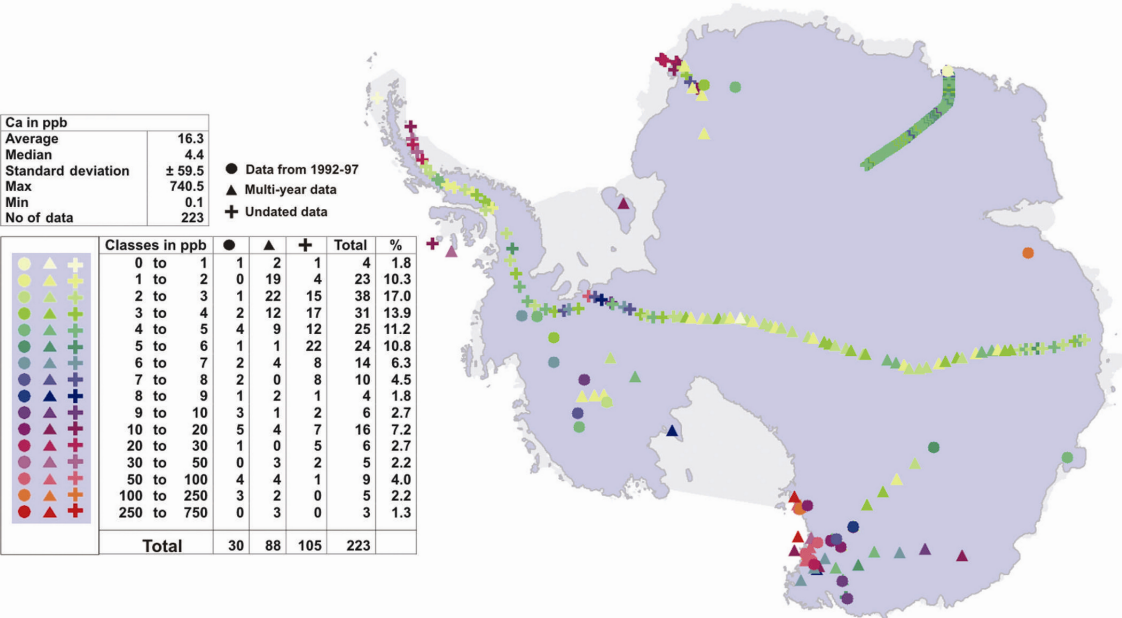 Ca in ppb
Average 16.3
Median 4.4
Standard deviation ± 59.5
Max 740.5
Min 0.1
No of data 223
Data from 1992-97
Multi-year data
Undated data
Classes in ppb Total %
0 to 1 1 2 1 4 1.8
1 to 2 0 19 4 23 10.3
2 to 3 1 22 15 38 17.0
3 to 4 2 12 17 31 13.9
4 to 5 4 9 12 25 11.2
5 to 6 1 1 22 24 10.8
6 to 7 2 4 8 14 6.3
7 to 8 2 0 8 10 4.5
8 to 9 1 2 1 4 1.8
9 to 10 3 1 2 6 2.7
10 to 20 5 4 7 16 7.2
20 to 30 1 0 5 6 2.7
30 to 50 0 3 2 5 2.2
50 to 100 4 4 1 9 4.0
100 to 250 3 2 0 5 2.2
250 to 750 0 3 0 3 1.3
Total 30 88 105 223